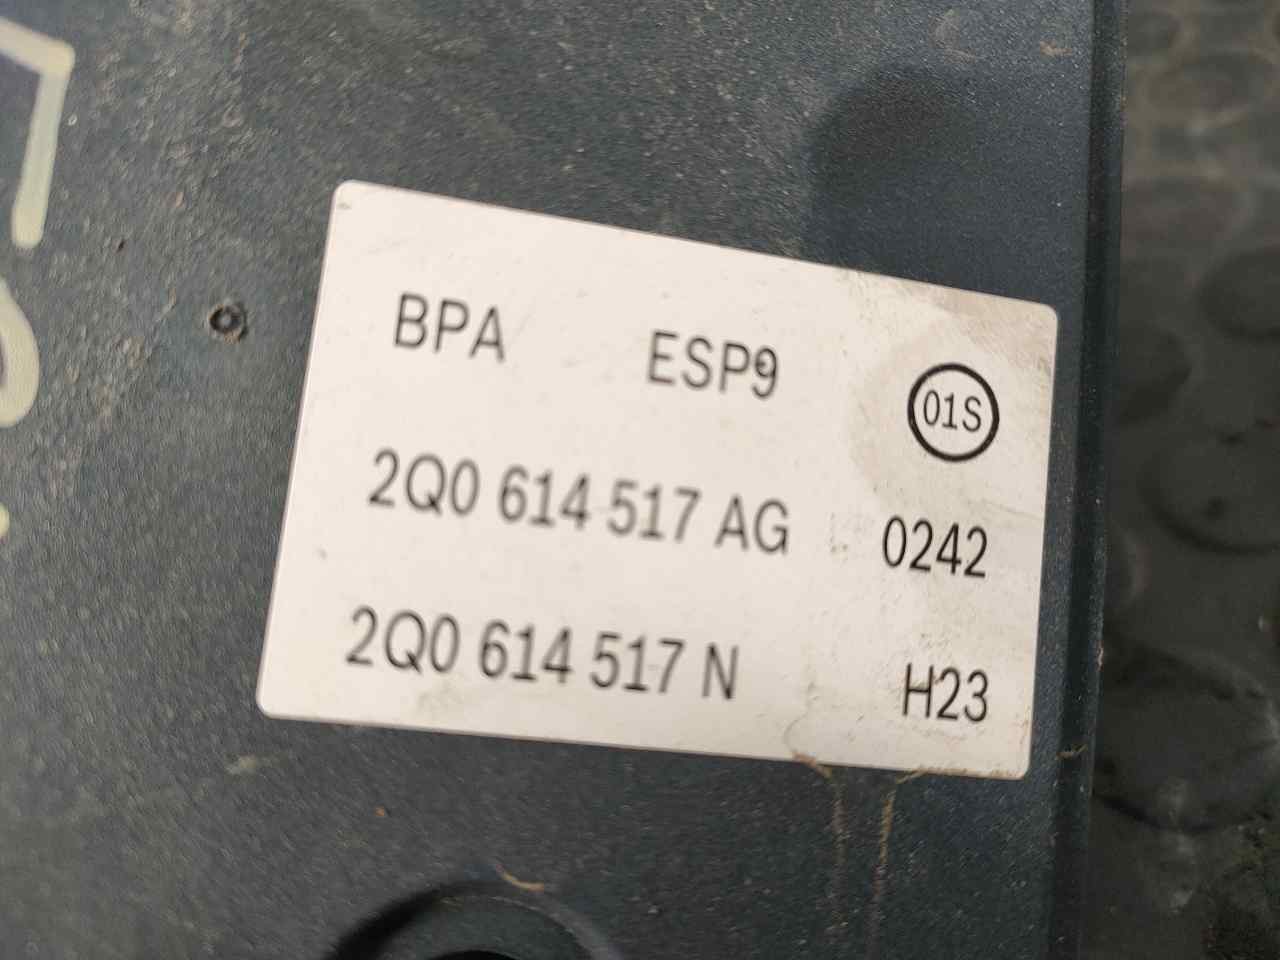 BPA ESP9 01S
2Q0 614 517 AG 0242
2Q0 614 517 N H23